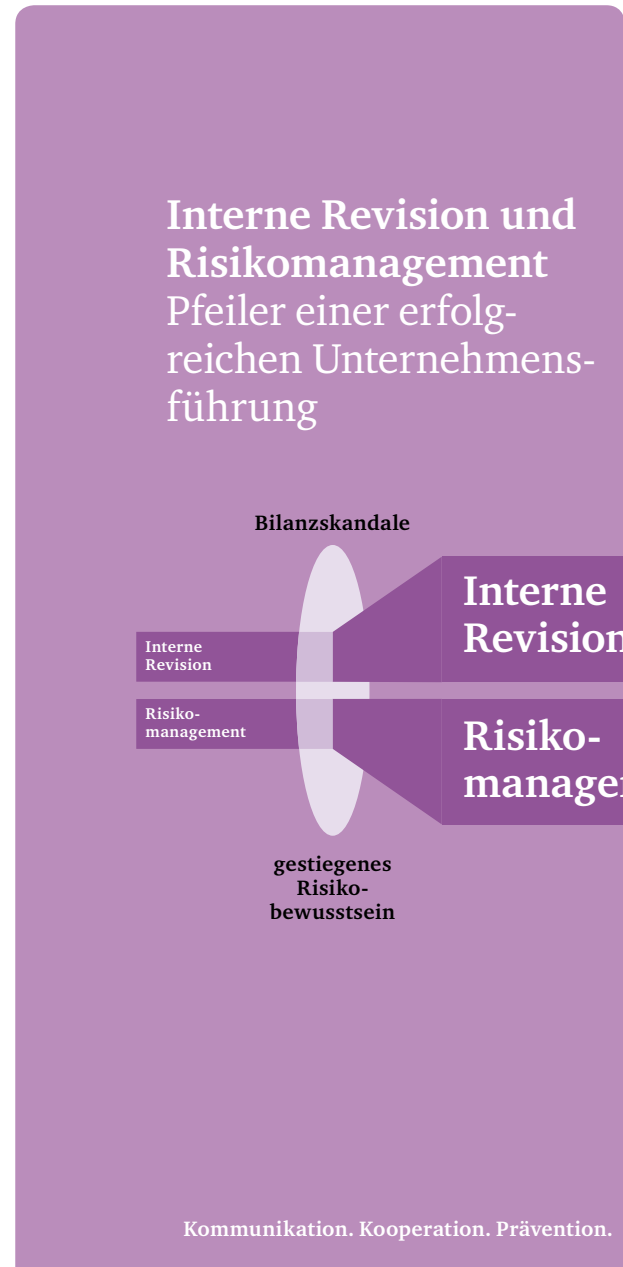 Interne Revision und
Risikomanagement
Pfeiler einer erfolg-
reichen Unternehmens-
führung
Bilanzskandale
Interne
Revision
Risiko-
management
Interne
Revision
Risiko-
gestiegenes
Risiko-
bewusstsein
Kommunikation. Kooperation. Prävention.